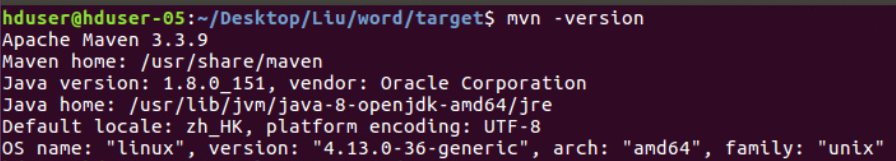 hduser@hduser-05:~/Desktop/Liu/word/target$ mvn -version
Apache Maven 3.3.9
Maven home: /usr/share/maven
Java version: 1.8.0_151, vendor: Oracle Corporation
Java home: /usr/lib/jvm/java-8-openjdk-amd64/jre
Default locale: zh_HK, platform encoding: UTF-8
OS name: "linux", version: "4.13.0-36-generic", arch: "amd64", family: "unix"